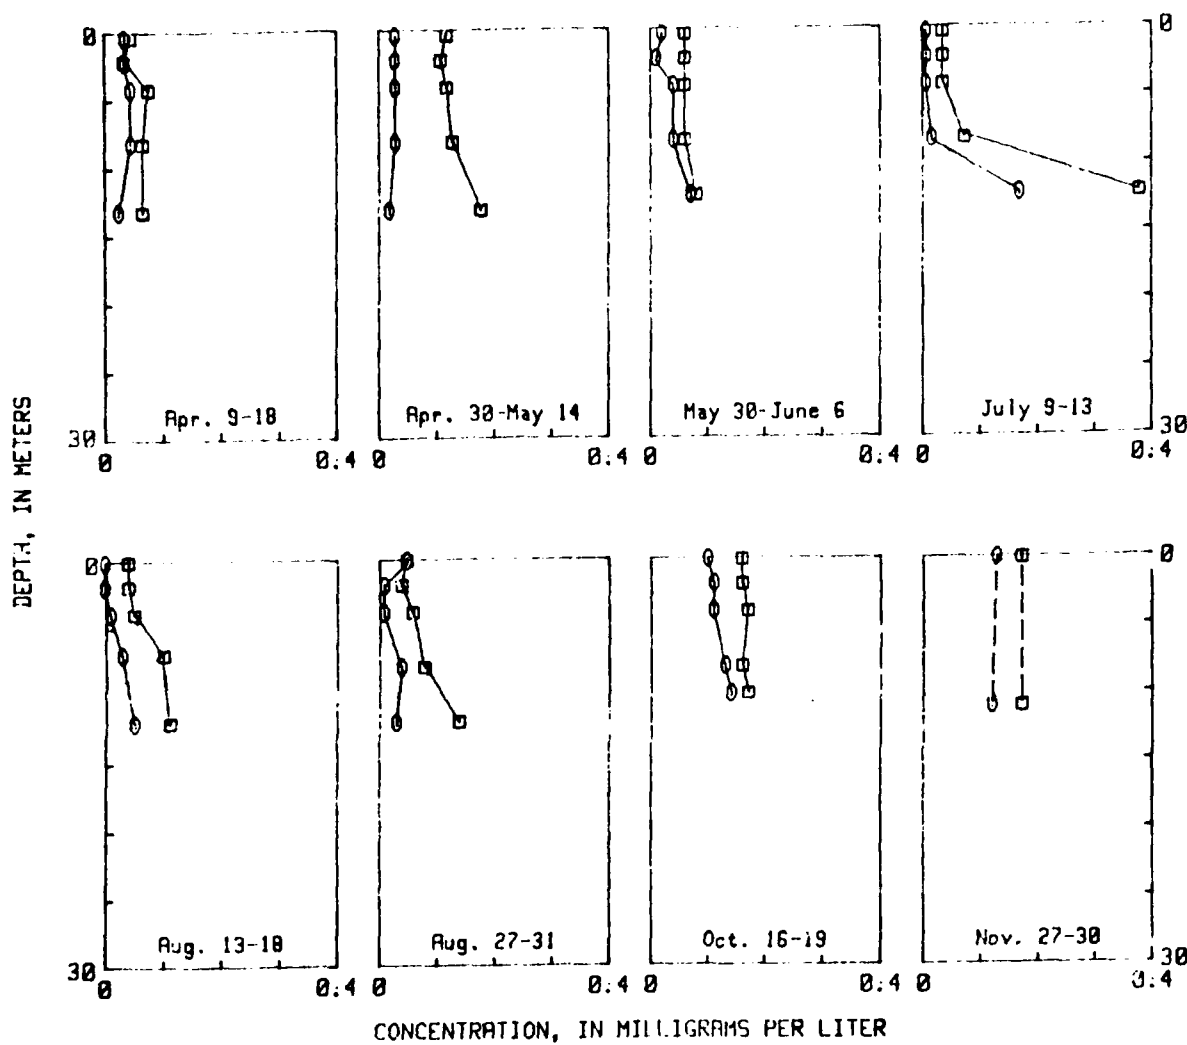 0
0
Apr. 9-18
Apr. 30-May 14
May 30-June 6
July 9-13
30
30
0
0.4
0
0.4
0
0.4
0
0.4
DEPTH, IN METERS
0
0
Aug. 13-18
Aug. 27-31
Oct. 16-19
Nov. 27-30
30
30
0
0.4
0
0.4
0
0.4
0
0.4
CONCENTRATION, IN MILLIGRAMS PER LITER